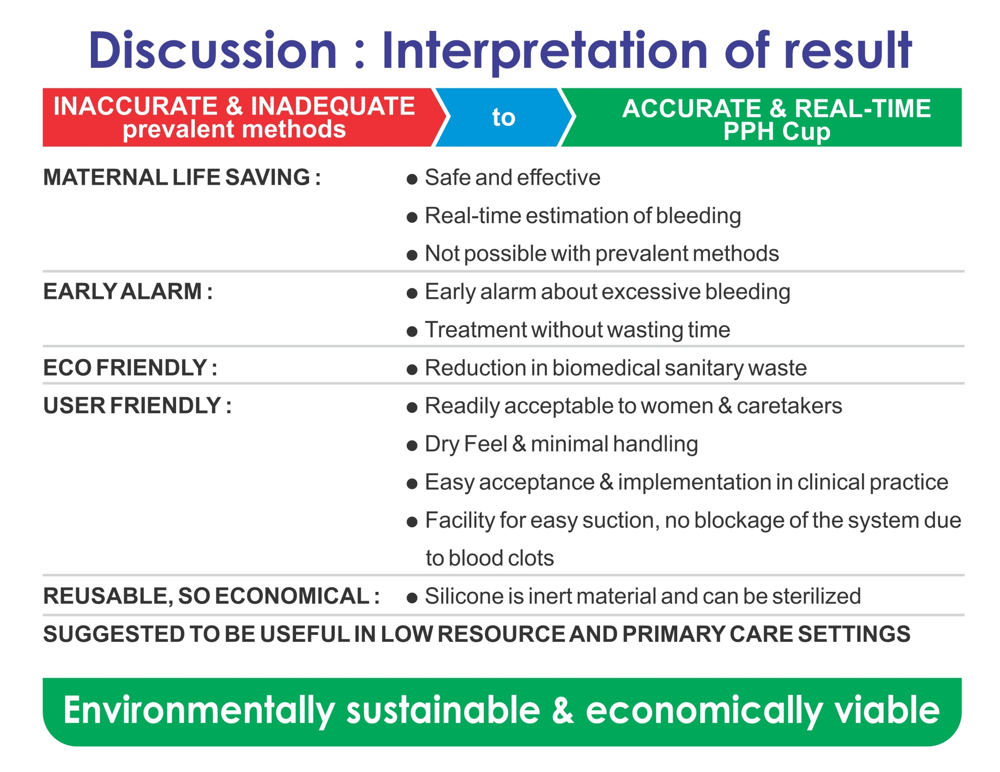 Discussion : Interpretation of result
INACCURATE & INADEQUATE
prevalent methods
to
ACCURATE & REAL-TIME
PPH Cup
MATERNAL LIFE SAVING :
● Safe and effective
● Real-time estimation of bleeding
● Not possible with prevalent methods
EARLY ALARM :
● Early alarm about excessive bleeding
● Treatment without wasting time
ECO FRIENDLY :
● Reduction in biomedical sanitary waste
USER FRIENDLY :
● Readily acceptable to women & caretakers
● Dry Feel & minimal handling
● Easy acceptance & implementation in clinical practice
● Facility for easy suction, no blockage of the system due
to blood clots
REUSABLE, SO ECONOMICAL :
● Silicone is inert material and can be sterilized
SUGGESTED TO BE USEFUL IN LOW RESOURCE AND PRIMARY CARE SETTINGS
Environmentally sustainable & economically viable